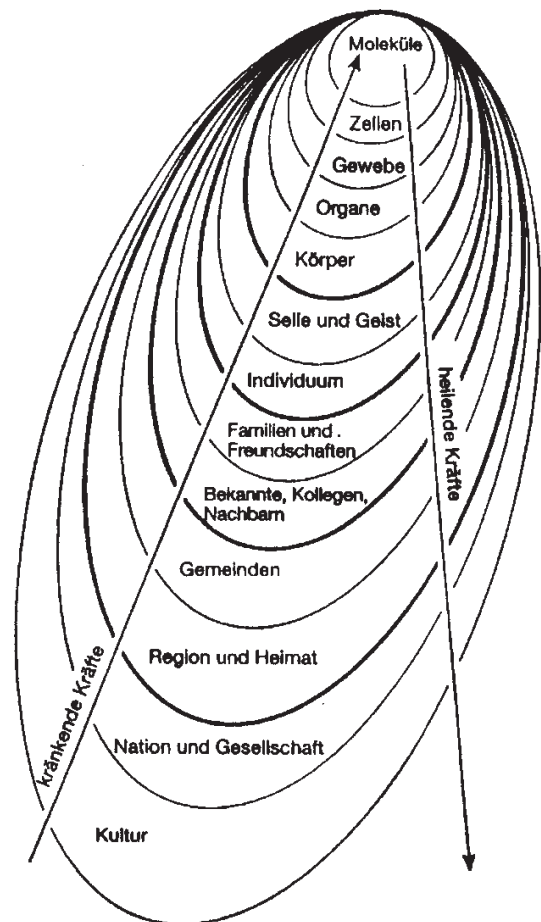 Moleküle
Zellen
Gewebe
Organe
Körper
Selle und Geist
Individuum
Familien und.
Freundschaften
Bekannte, Kollegen,
Nachbarn
Gemeinden
Region und Heimat
Nation und Gesellschaft
Kultur
kränkende Kräfte
heilende Kräfte